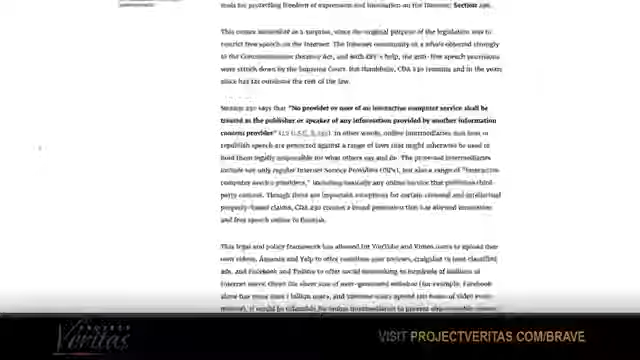 tools for protecting freedom of expression and innovation on the Internet: Section 230.
This comes somewhat as a surprise, since the original purpose of the legislation was to
restrict free speech on the Internet. The Internet community as a whole objected strongly
to the Communications Decency Act, and with EFF's help, the anti-free speech provisions
were struck down by the Supreme Court. But thankfully, CDA 230 remains and in the years
since has far outshone the rest of the law.
Section 230 says that "No provider or user of an interactive computer service shall be
treated as the publisher or speaker of any information provided by another information
content provider" (47 U.S.C. § 230). In other words, online intermediaries that host or
republish speech are protected against a range of laws that might otherwise be used to
hold them legally responsible for what others say and do. The protected intermediaries
include not only regular Internet Service Providers (ISPs), but also a range of "interactive
computer service providers," including basically any online service that publishes third-
party content. Though there are important exceptions for certain criminal and intellectual
property-based claims, CDA 230 creates a broad protection that has allowed innovation
and free speech online to flourish.
This legal and policy framework has allowed for YouTube and Vimeo users to upload their
own videos, Amazon and Yelp to offer countless user reviews, craigslist to host classified
ads, and Facebook and Twitter to offer social networking to hundreds of millions of
Internet users. Given the sheer size of user-generated websites (for example, Facebook
alone has more than 1 billion users, and
it would be infeasible for online intermediaries to prevent objectionable
PROJECT
Veritas
VISIT PROJECTVERITAS.COM/BRAVE